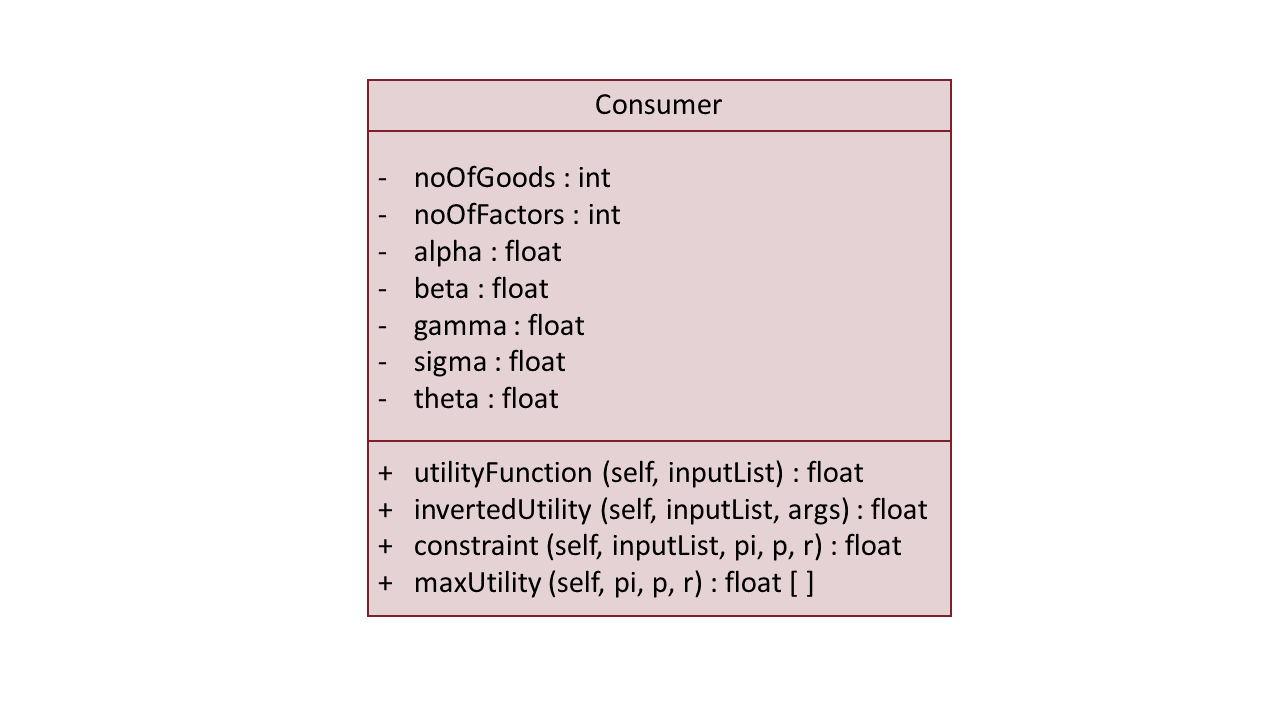 Consumer
- noOfGoods : int
- noOfFactors : int
- alpha : float
- beta : float
- gamma : float
- sigma : float
- theta : float
+ utilityFunction (self, inputList) : float
+ invertedUtility (self, inputList, args) : float
+ constraint (self, inputList, pi, p, r) : float
+ maxUtility (self, pi, p, r) : float [ ]